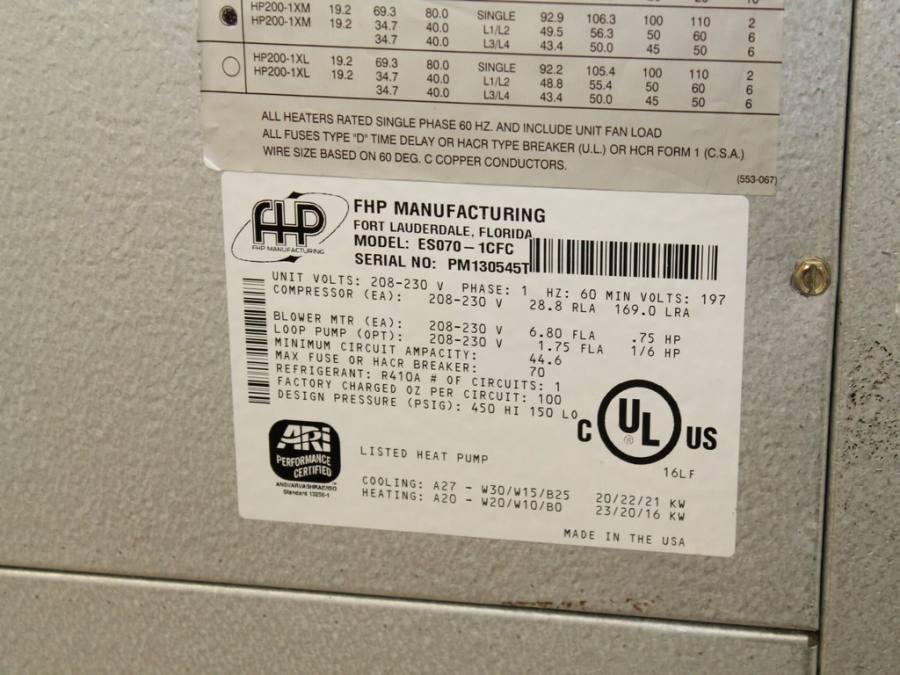 HP200-1XM 19.2 69.3 80.0 SINGLE 92.9 106.3 100 110 2
HP200-1XM 19.2 34.7 40.0 L1/L2 49.5 56.3 50 60 6
34.7 40.0 L3/L4 43.4 50.0 45 50 6
HP200-1XL 19.2 69.3 80.0 SINGLE 92.2 105.4 100 110 2
HP200-1XL 19.2 34.7 40.0 L1/L2 48.8 55.4 50 60 6
34.7 40.0 L3/L4 43.4 50.0 45 50 6
ALL HEATERS RATED SINGLE PHASE 60 HZ. AND INCLUDE UNIT FAN LOAD
ALL FUSES TYPE "D" TIME DELAY OR HACR TYPE BREAKER (U.L.) OR HCR FORM 1 (C.S.A.)
WIRE SIZE BASED ON 60 DEG. C COPPER CONDUCTORS.
(553-067)
FHP
FHP MANUFACTURING
FHP MANUFACTURING
FORT LAUDERDALE, FLORIDA
MODEL: ES070-1CFC
SERIAL NO: PM130545T
UNIT VOLTS: 208-230 V PHASE: 1 HZ: 60 MIN VOLTS: 197
COMPRESSOR (EA): 208-230 V 28.8 RLA 169.0 LRA
BLOWER MTR (EA): 208-230 V 6.80 FLA .75 HP
LOOP PUMP (OPT): 208-230 V 1.75 FLA 1/6 HP
MINIMUM CIRCUIT AMPACITY: 44.6
MAX FUSE OR HACR BREAKER: 70
REFRIGERANT: R410A # OF CIRCUITS: 1
FACTORY CHARGED OZ PER CIRCUIT: 100
DESIGN PRESSURE (PSIG): 450 HI 150 LO
C UL ® US
16LF
ARI
PERFORMANCE
CERTIFIED
ANSI/ARI/ASHRAE/ISO
Standard 13256-1
LISTED HEAT PUMP
COOLING: A27 - W30/W15/B25 20/22/21 KW
HEATING: A20 - W20/W10/B0 23/20/16 KW
MADE IN THE USA